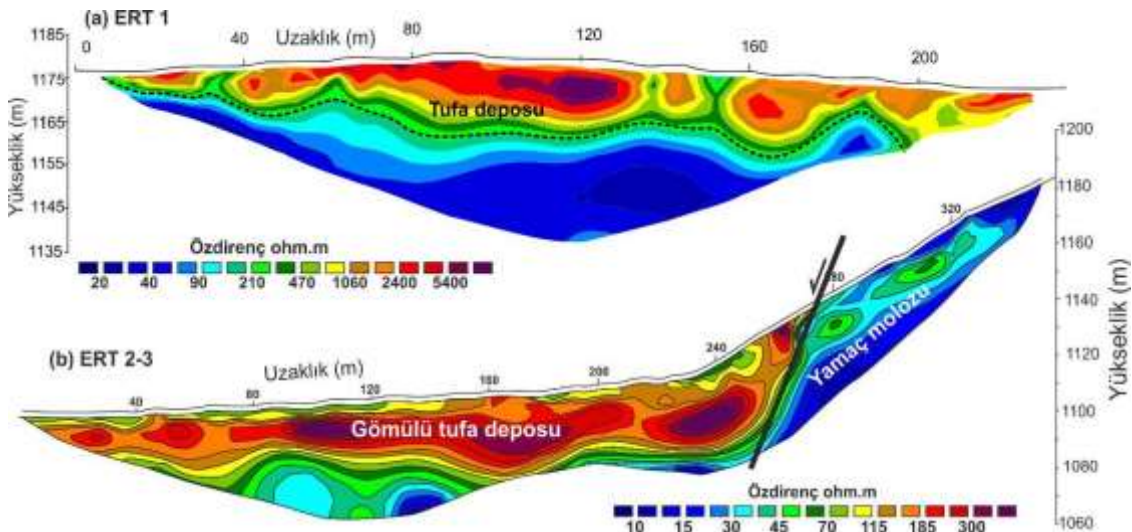 (a) ERT 1
Uzaklık (m)
0 40 80 120 160 200
Yükseklik (m)
1185
1175
1165
1155
1145
1135
Tufa deposu
Özdirenç ohm.m
20 40 90 210 470 1060 2400 5400
(b) ERT 2-3
Uzaklık (m)
40 80 120 160 200 240 280 320
Gömülü tufa deposu
Yamaç molozu
Yükseklik (m)
1200
1180
1160
1140
1120
1100
1080
1060
Özdirenç ohm.m
10 15 30 45 70 115 185 300